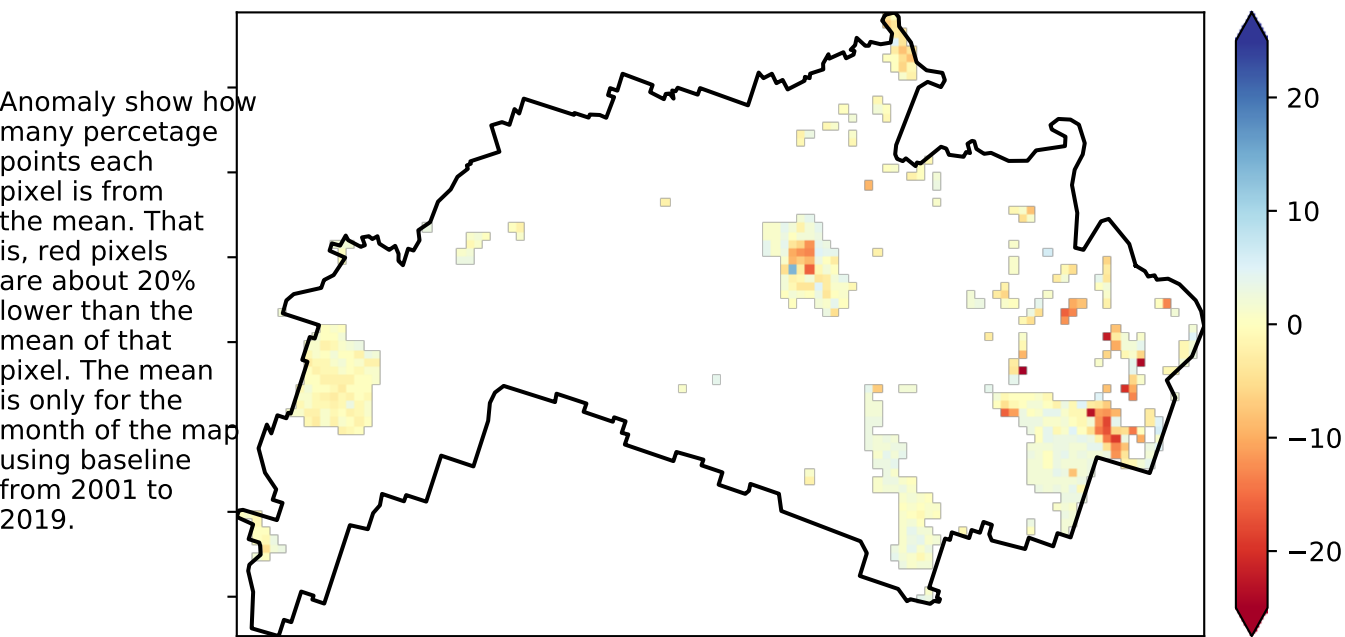 Anomaly show how
many percetage
points each
pixel is from
the mean. That
is, red pixels
are about 20%
lower than the
mean of that
pixel. The mean
is only for the
month of the map
using baseline
from 2001 to
2019.
20
10
0
−10
−20